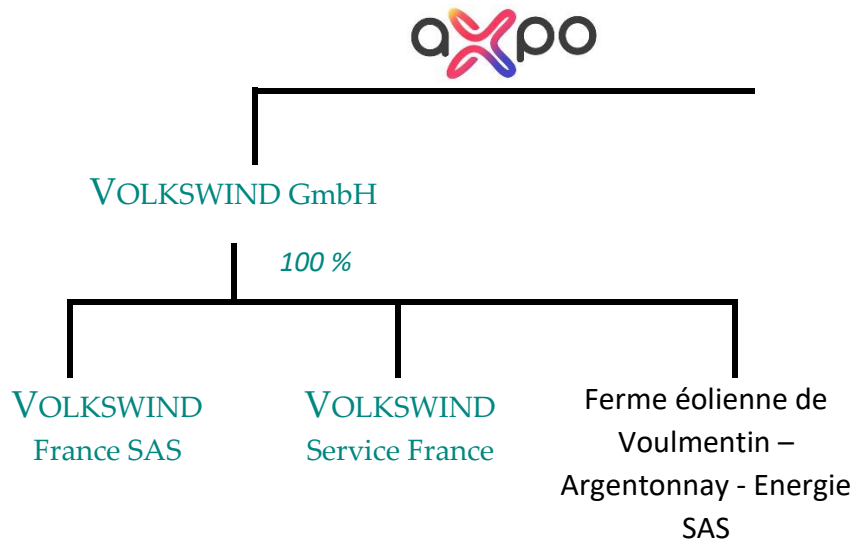 axpo
VOLKSWIND GmbH
100 %
VOLKSWIND
France SAS
VOLKSWIND
Service France
Ferme éolienne de
Voulmentin –
Argentonnay - Energie
SAS